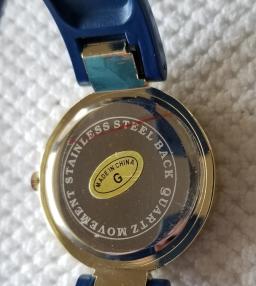 STAINLESS STEEL BACK
QUARTZ MOVEMENT
MADE IN CHINA
G